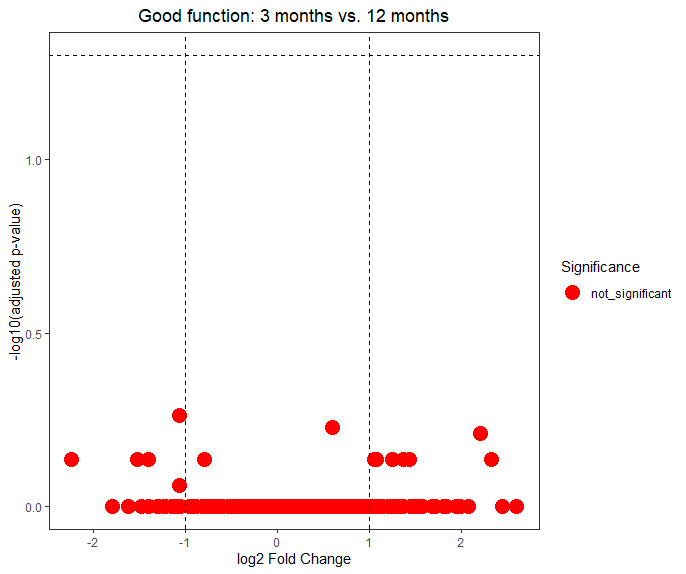 Good function: 3 months vs. 12 months
-log10(adjusted p-value)
1.0
0.5
0.0
-2
-1
0
1
2
log2 Fold Change
Significance
not_significant